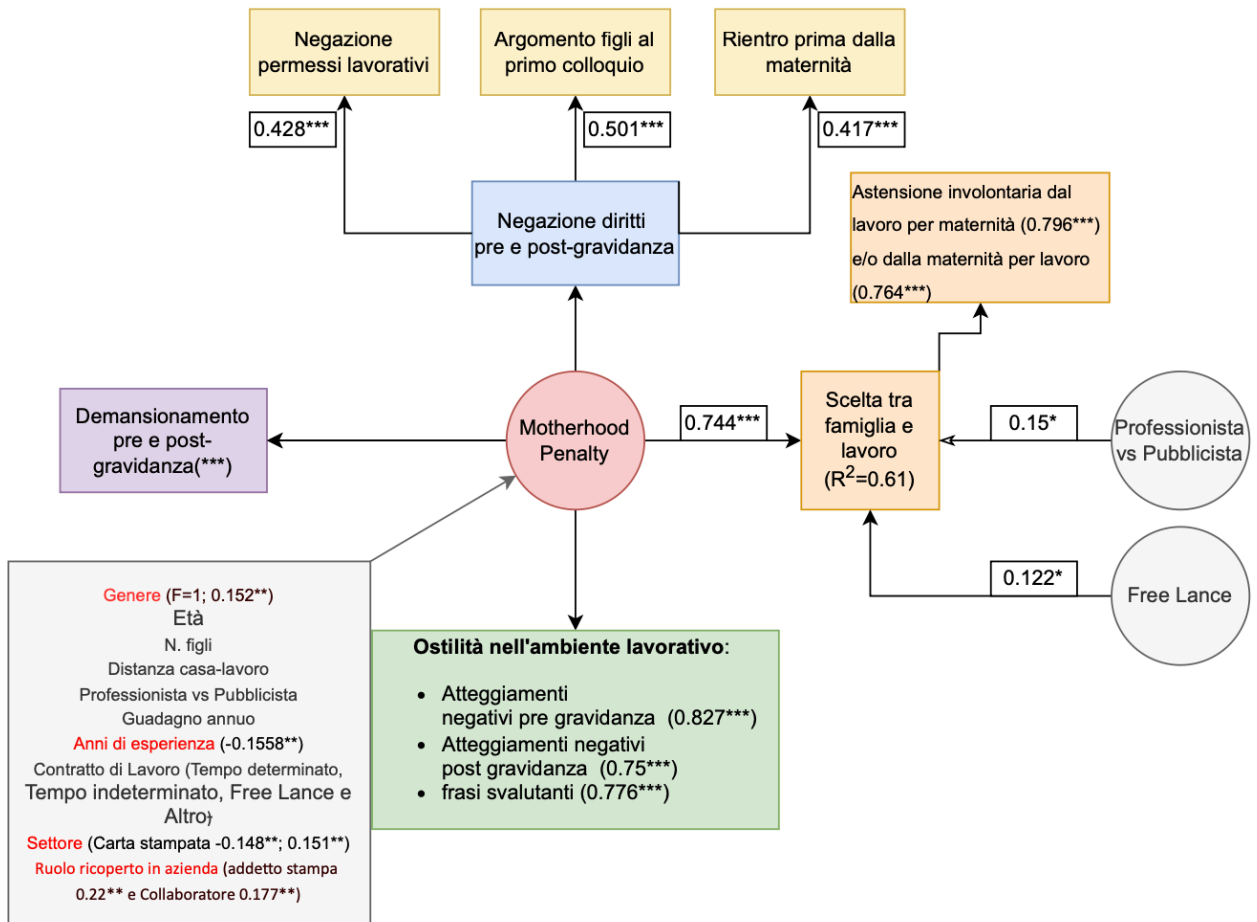 Negazione
permessi lavorativi
Argomento figli al
primo colloquio
Rientro prima dalla
maternità
0.428***
0.501***
0.417***
Negazione diritti
pre e post-gravidanza
Astensione involontaria dal
lavoro per maternità (0.796***)
e/o dalla maternità per lavoro
(0.764***)
Demansionamento
pre e post-
gravidanza(***)
Motherhood
Penalty
0.744***
Scelta tra
famiglia e
lavoro
(R²=0.61)
0.15*
Professionista
vs Pubblicista
0.122*
Free Lance
Genere (F=1; 0.152**)
Età
N. figli
Distanza casa-lavoro
Professionista vs Pubblicista
Guadagno annuo
Anni di esperienza (-0.1558**)
Contratto di Lavoro (Tempo determinato,
Tempo indeterminato, Free Lance e
Altro)
Settore (Carta stampata -0.148**; 0.151**)
Ruolo ricoperto in azienda (addetto stampa
0.22** e Collaboratore 0.177**)
Ostilità nell'ambiente lavorativo:
• Atteggiamenti
negativi pre gravidanza (0.827***)
• Atteggiamenti negativi
post gravidanza (0.75***)
• frasi svalutanti (0.776***)